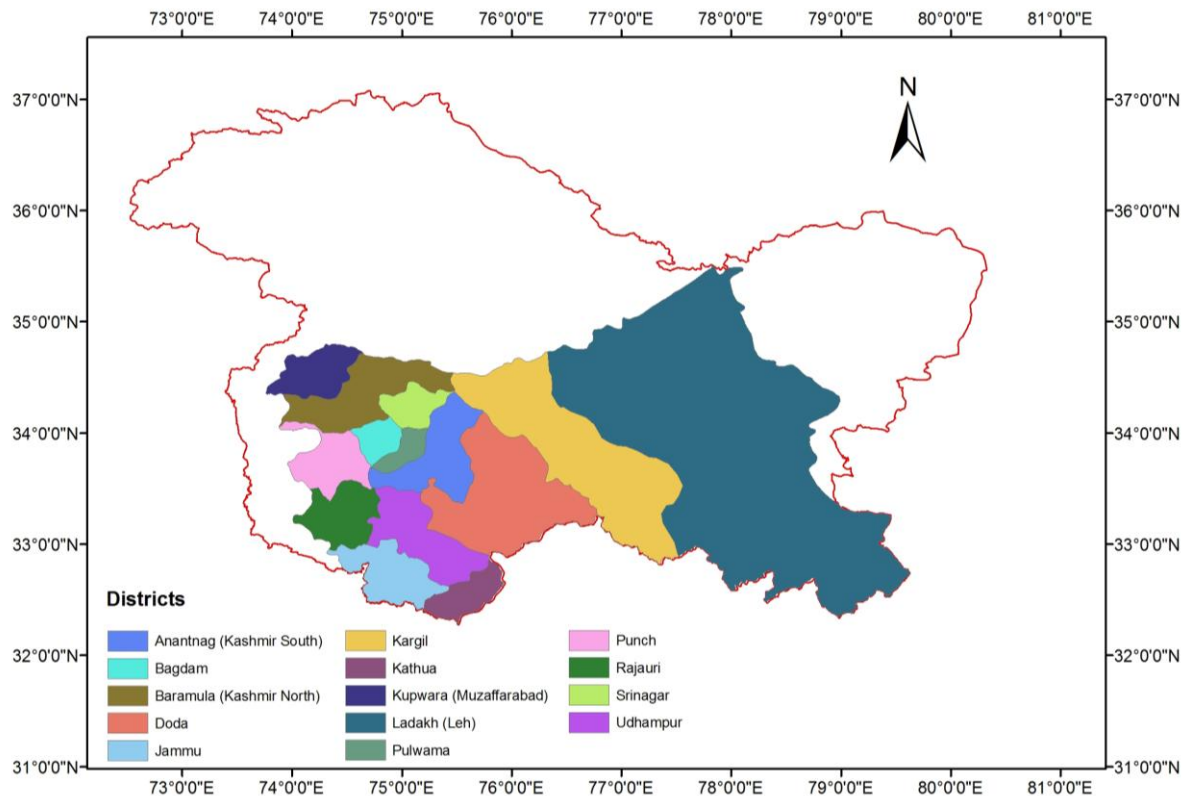 73°0'0"E 74°0'0"E 75°0'0"E 76°0'0"E 77°0'0"E 78°0'0"E 79°0'0"E 80°0'0"E 81°0'0"E
N
37°0'0"N 37°0'0"N
36°0'0"N 36°0'0"N
35°0'0"N 35°0'0"N
34°0'0"N 34°0'0"N
33°0'0"N 33°0'0"N
Districts
Anantnag (Kashmir South) Kargil Punch
32°0'0"N 32°0'0"N
Bagdam Kathua Rajauri
Baramula (Kashmir North) Kupwara (Muzaffarabad) Srinagar
Doda Ladakh (Leh) Udhampur
Jammu Pulwama
31°0'0"N 31°0'0"N
73°0'0"E 74°0'0"E 75°0'0"E 76°0'0"E 77°0'0"E 78°0'0"E 79°0'0"E 80°0'0"E 81°0'0"E